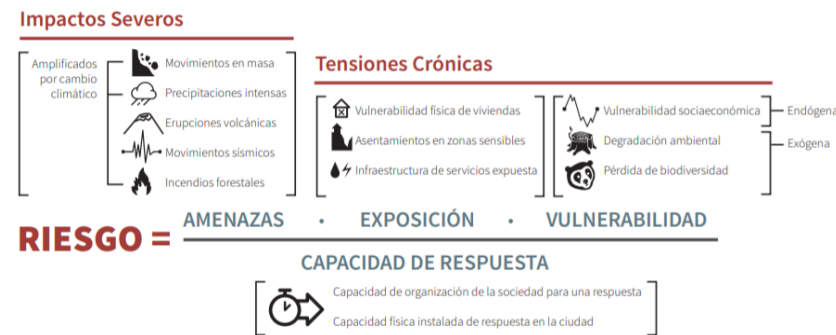 Impactos Severos
Amplificados
por cambio
climático
Movimientos en masa
Precipitaciones intensas
Erupciones volcánicas
Movimientos sísmicos
Incendios forestales
Tensiones Crónicas
Vulnerabilidad física de viviendas
Asentamientos en zonas sensibles
Infraestructura de servicios expuesta
Vulnerabilidad sociaeconómica
Degradación ambiental
Pérdida de biodiversidad
Endógena
Exógena
RIESGO =
AMENAZAS · EXPOSICIÓN · VULNERABILIDAD
CAPACIDAD DE RESPUESTA
Capacidad de organización de la sociedad para una respuesta
Capacidad física instalada de respuesta en la ciudad